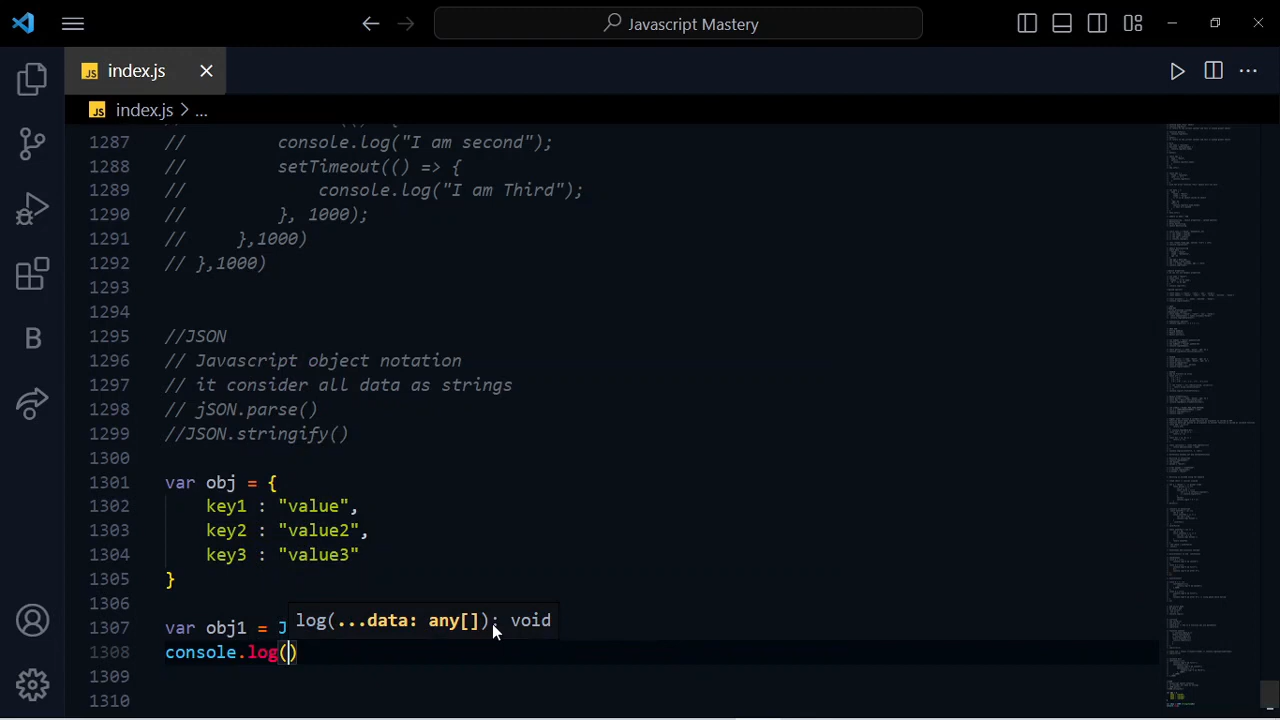 Javascript Mastery
JS index.js
JS index.js > ...
1287 // console.log("I am second");
1288 // setTimeout(() => {
1289 // console.log("I am Third");
1290 // }, 1000);
1291 // },1000)
1292 // },1000)
1293
1294
1295 //JSON
1296 // Javascript object notation
1297 // it consider all data as strings
1298 // jSON.parse()
1299 //JSON.stringify()
1300
1301 var obj = {
1302 key1 : "value",
1303 key2 : "value2",
1304 key3 : "value3"
1305 }
1306
log(...data: any[]): void
1307 var obj1 = J
1308 console.log()
1309
1310